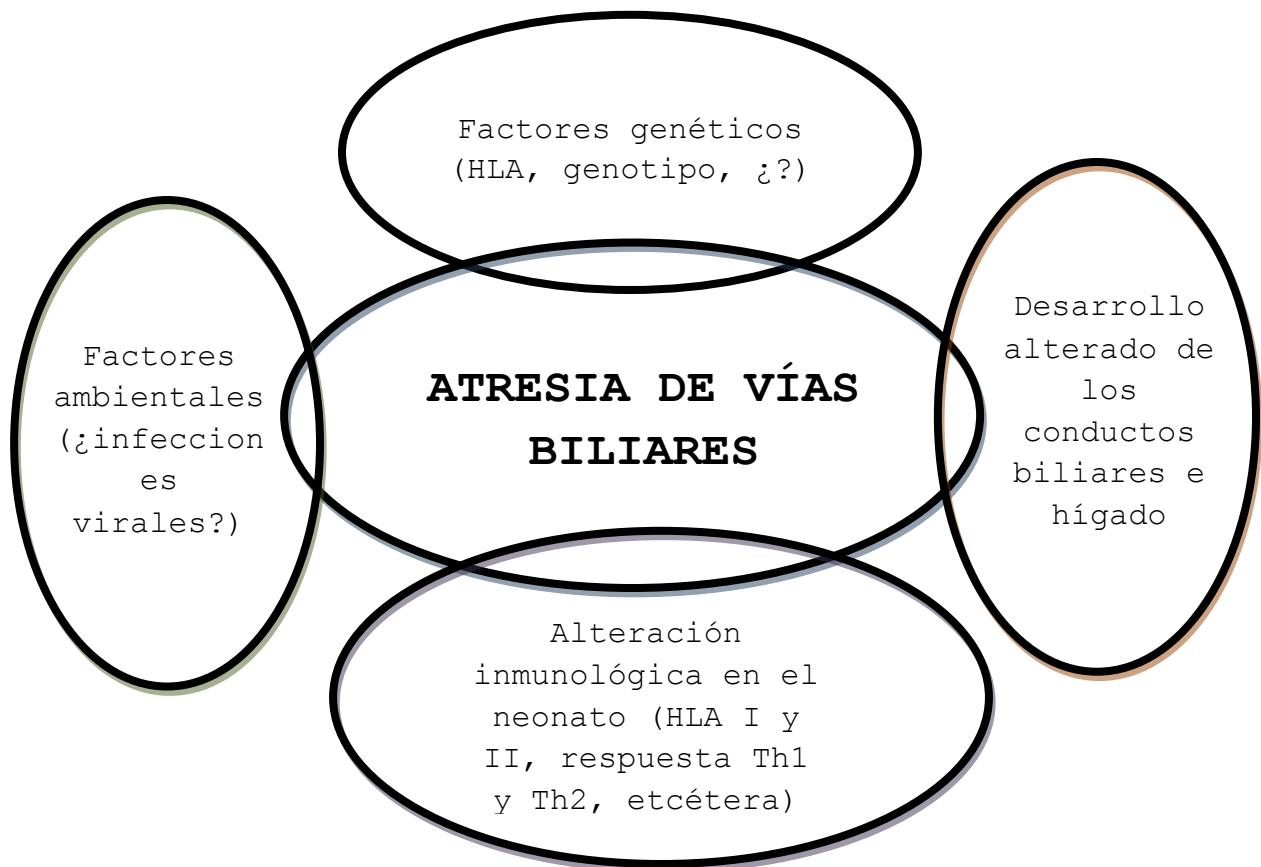 Factores genéticos
(HLA, genotipo, ¿?)
Factores
ambientales
(¿infeccion
es
virales?)
ATRESIA DE VÍAS
BILIARES
Desarrollo
alterado de
los
conductos
biliares e
hígado
Alteración
inmunológica en el
neonato (HLA I y
II, respuesta Th1
y Th2, etcétera)